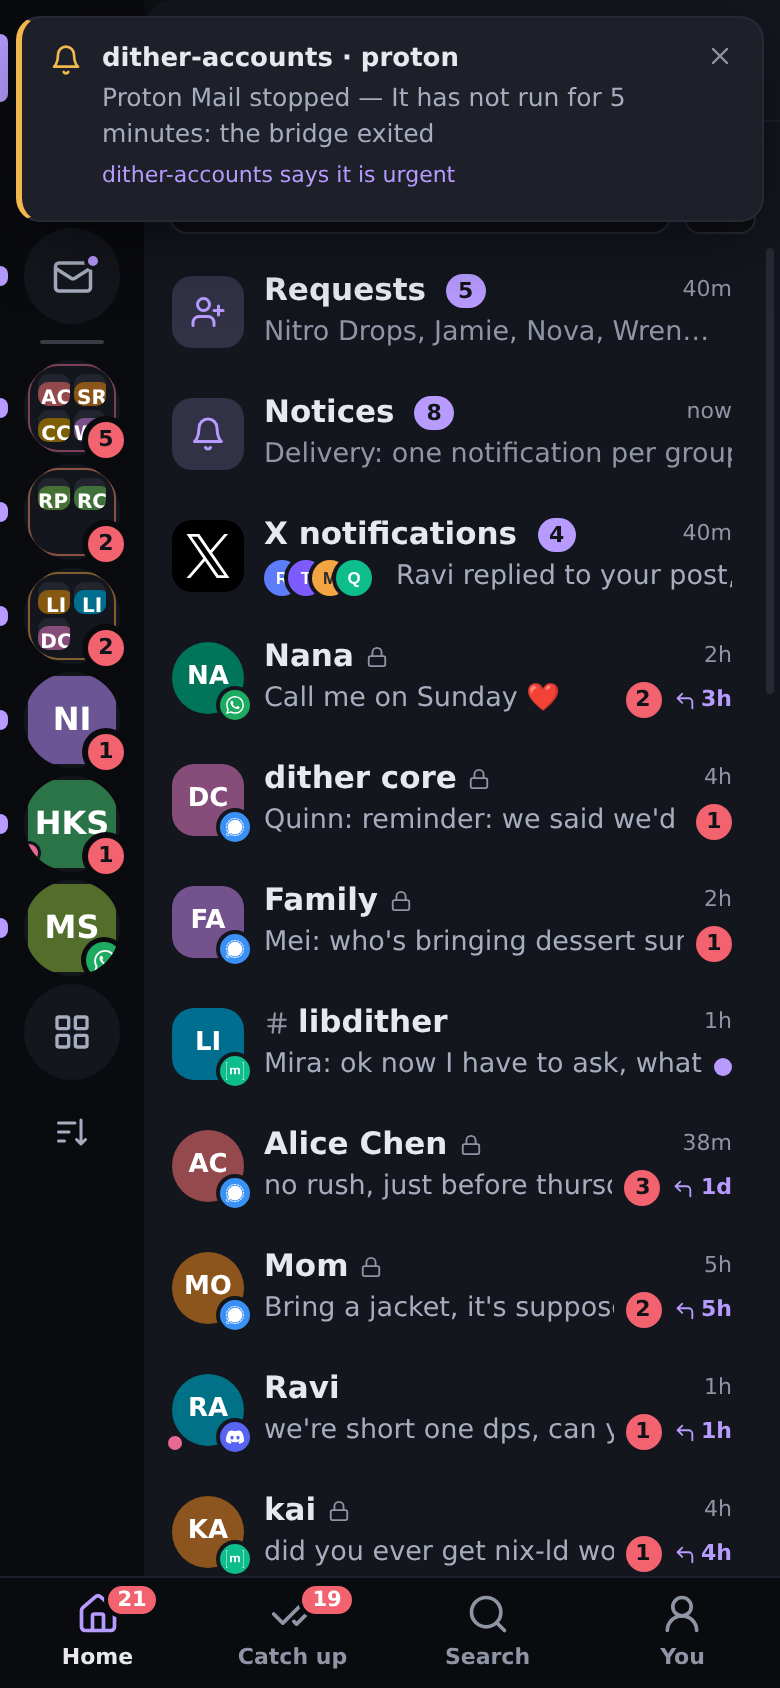 dither-accounts · proton
Proton Mail stopped — It has not run for 5
minutes: the bridge exited
dither-accounts says it is urgent
AC SR
CC
5
RP RC
2
LI LI
DC
2
NI
1
HKS
1
MS
Requests 5 40m
Nitro Drops, Jamie, Nova, Wren...
Notices 8 now
Delivery: one notification per group
X notifications 4 40m
T M Q Ravi replied to your post,
NA
Nana 2h
Call me on Sunday ❤️ 2 3h
DC
dither core 4h
Quinn: reminder: we said we'd 1
FA
Family 2h
Mei: who's bringing dessert sun 1
LI
# libdither 1h
Mira: ok now I have to ask, what
AC
Alice Chen 38m
no rush, just before thursd 3 1d
MO
Mom 5h
Bring a jacket, it's suppose 2 5h
RA
Ravi 1h
we're short one dps, can y 1 1h
KA
kai 4h
did you ever get nix-ld wo 1 4h
21 19
Home Catch up Search You